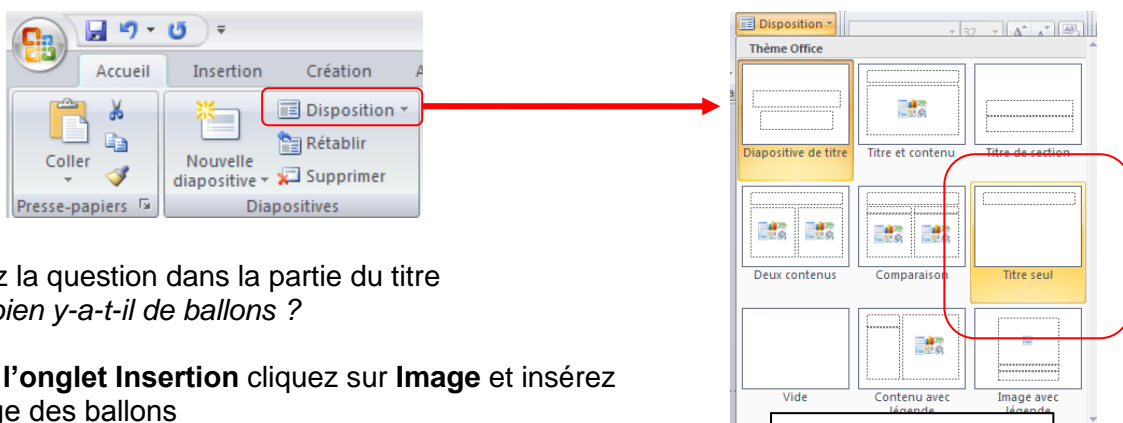 Accueil Insertion Création
Coller
Nouvelle
diapositive
Disposition
Rétablir
Supprimer
Presse-papiers
Diapositives
z la question dans la partie du titre
bien y-a-t-il de ballons ?
l'onglet Insertion cliquez sur Image et insérez
ge des ballons
Disposition
32
Thème Office
Diapositive de titre Titre et contenu Titre de section
Deux contenus Comparaison Titre seul
Vide Contenu avec légende Image avec légende